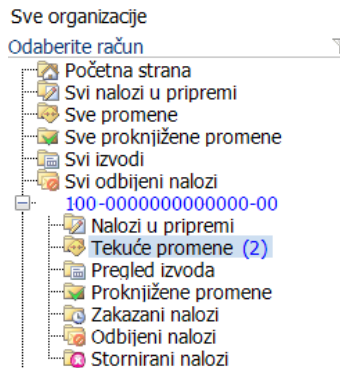 Sve organizacije
Odaberite račun
Početna strana
Svi nalozi u pripremi
Sve promene
Sve proknjižene promene
Svi izvodi
Svi odbijeni nalozi
100-0000000000000-00
Nalozi u pripremi
Tekuće promene (2)
Pregled izvoda
Proknjižene promene
Zakazani nalozi
Odbijeni nalozi
Stornirani nalozi